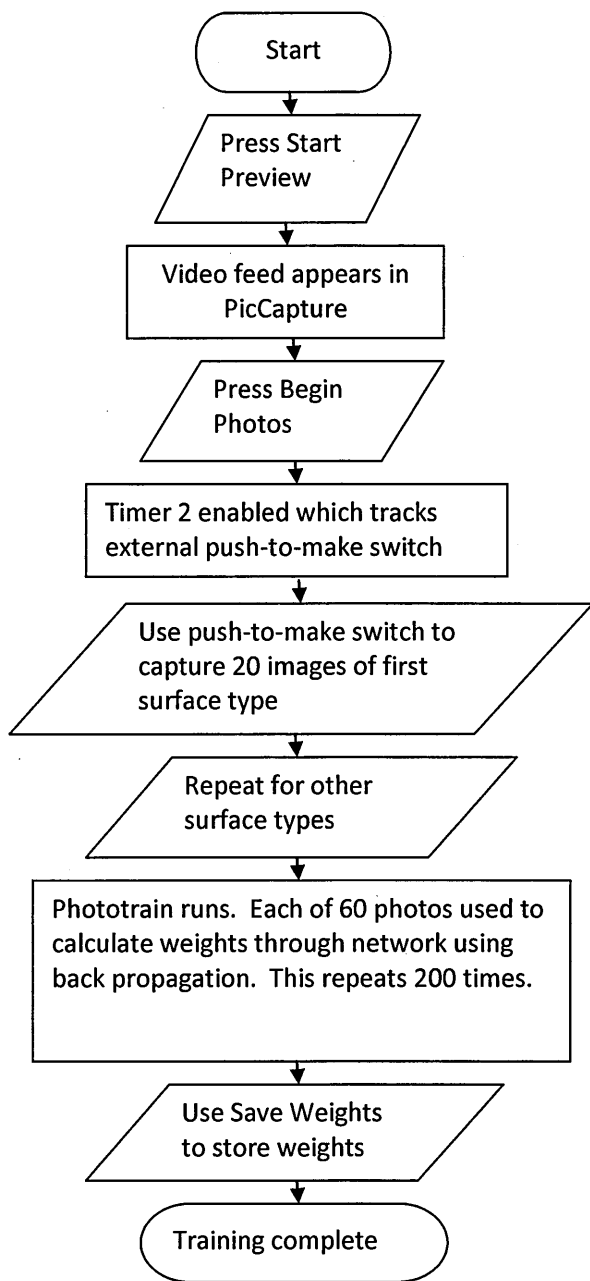 Start
Press Start
Preview
Video feed appears in
PicCapture
Press Begin
Photos
Timer 2 enabled which tracks
external push-to-make switch
Use push-to-make switch to
capture 20 images of first
surface type
Repeat for other
surface types
Phototrain runs.  Each of 60 photos used to
calculate weights through network using
back propagation.  This repeats 200 times.
Use Save Weights
to store weights
Training complete